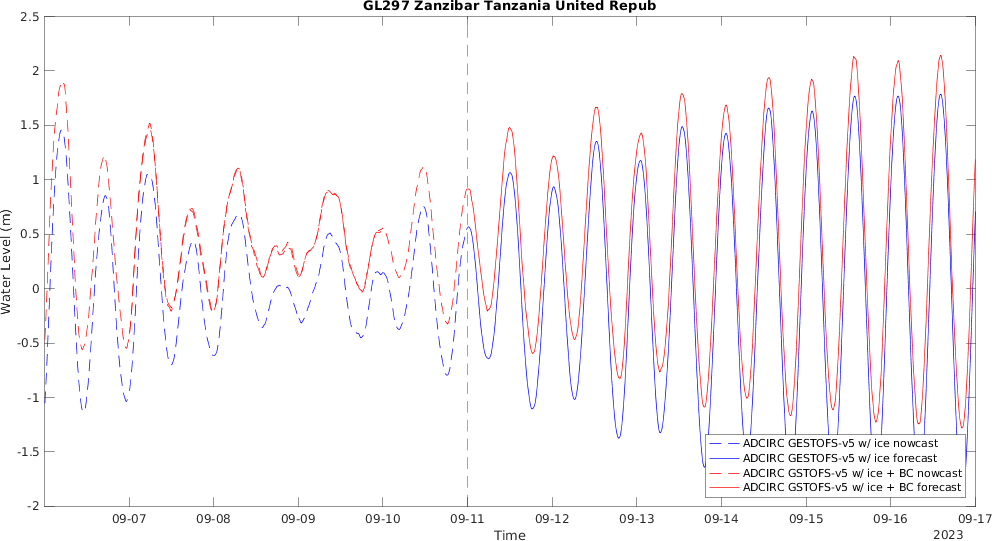 GL297 Zanzibar Tanzania United Repub
2.5
2
1.5
1
0.5
0
-0.5
-1
-1.5
-2
Water Level (m)
ADCIRC GESTOFS-v5 w/ ice nowcast
ADCIRC GESTOFS-v5 w/ ice forecast
ADCIRC GSTOFS-v5 w/ ice + BC nowcast
ADCIRC GSTOFS-v5 w/ ice + BC forecast
09-07 09-08 09-09 09-10 09-11 09-12 09-13 09-14 09-15 09-16 09-17
Time
2023